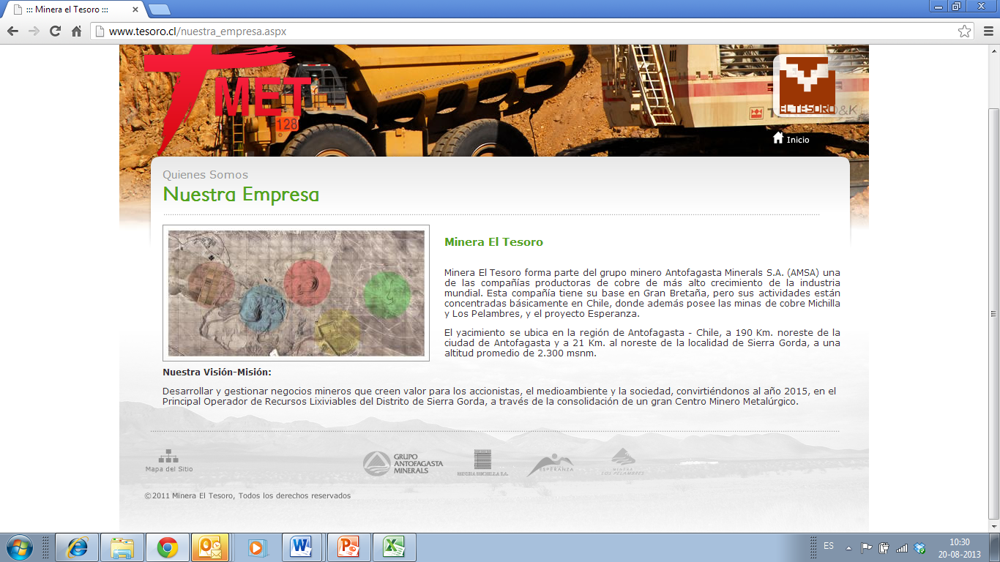 ::: Minera el Tesoro :::
www.tesoro.cl/nuestra_empresa.aspx
MET
128
EL TESORO
&K
Inicio
Quienes Somos
Nuestra Empresa
Minera El Tesoro
Minera El Tesoro forma parte del grupo minero Antofagasta Minerals S.A. (AMSA) una
de las compañías productoras de cobre de más alto crecimiento de la industria
mundial. Esta compañía tiene su base en Gran Bretaña, pero sus actividades están
concentradas básicamente en Chile, donde además posee las minas de cobre Michilla
y Los Pelambres, y el proyecto Esperanza.
El yacimiento se ubica en la región de Antofagasta - Chile, a 190 Km. noreste de la
ciudad de Antofagasta y a 21 Km. al noreste de la localidad de Sierra Gorda, a una
altitud promedio de 2.300 msnm.
Nuestra Visión-Misión:
Desarrollar y gestionar negocios mineros que creen valor para los accionistas, el medioambiente y la sociedad, convirtiéndonos al año 2015, en el
Principal Operador de Recursos Lixiviables del Distrito de Sierra Gorda, a través de la consolidación de un gran Centro Minero Metalúrgico.
Mapa del Sitio
GRUPO
ANTOFAGASTA
MINERALS
MINERA MICHILLA S.A.
ESPERANZA
MINERA
LOS PELAMBRES
©2011 Minera El Tesoro, Todos los derechos reservados
ES
10:30
20-08-2013